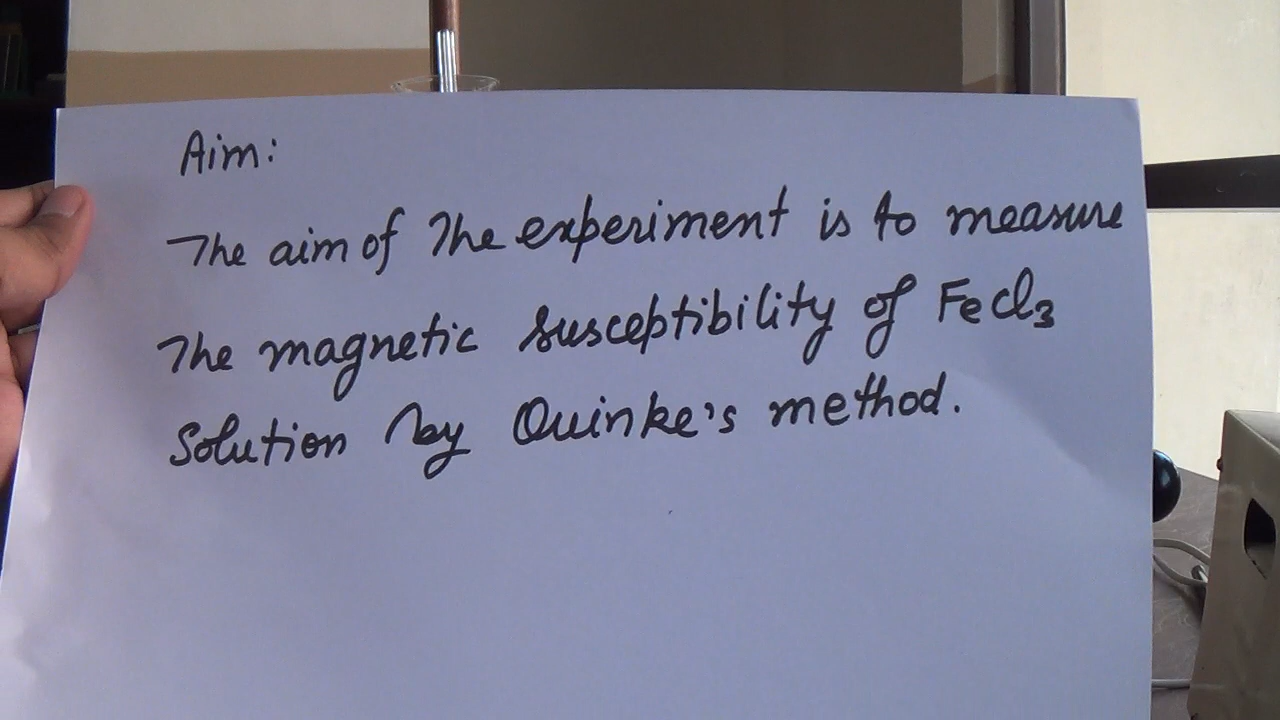 Aim:
The aim of The experiment is to measure
The magnetic susceptibility of FeCl3
Solution by Quinke's method.